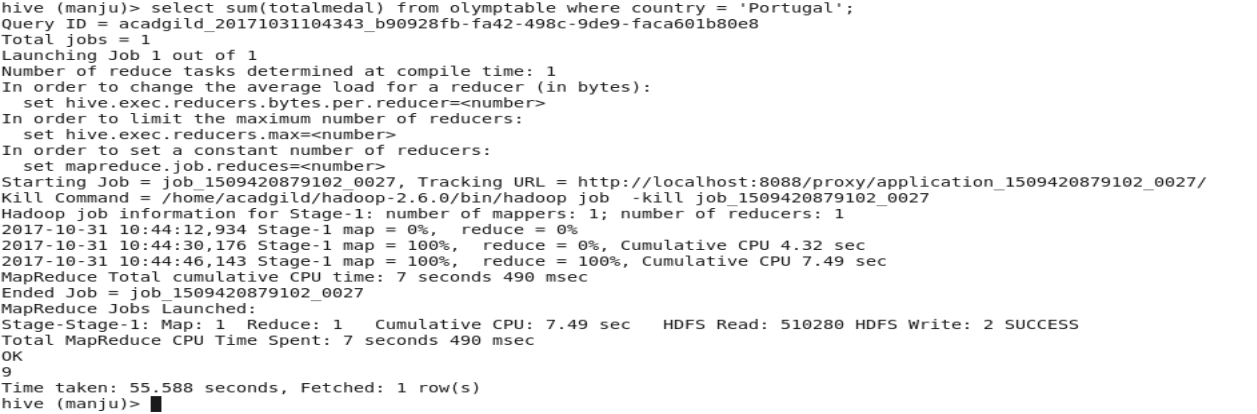 hive (manju)> select sum(totalmedal) from olymptable where country = 'Portugal';
Query ID = acadgild_20171031104343_b90928fb-fa42-498c-9de9-faca601b80e8
Total jobs = 1
Launching Job 1 out of 1
Number of reduce tasks determined at compile time: 1
In order to change the average load for a reducer (in bytes):
  set hive.exec.reducers.bytes.per.reducer=<number>
In order to limit the maximum number of reducers:
  set hive.exec.reducers.max=<number>
In order to set a constant number of reducers:
  set mapreduce.job.reduces=<number>
Starting Job = job_1509420879102_0027, Tracking URL = http://localhost:8088/proxy/application_1509420879102_0027/
Kill Command = /home/acadgild/hadoop-2.6.0/bin/hadoop job  -kill job_1509420879102_0027
Hadoop job information for Stage-1: number of mappers: 1; number of reducers: 1
2017-10-31 10:44:12,934 Stage-1 map = 0%,  reduce = 0%
2017-10-31 10:44:30,176 Stage-1 map = 100%,  reduce = 0%, Cumulative CPU 4.32 sec
2017-10-31 10:44:46,143 Stage-1 map = 100%,  reduce = 100%, Cumulative CPU 7.49 sec
MapReduce Total cumulative CPU time: 7 seconds 490 msec
Ended Job = job_1509420879102_0027
MapReduce Jobs Launched:
Stage-Stage-1: Map: 1  Reduce: 1   Cumulative CPU: 7.49 sec   HDFS Read: 510280 HDFS Write: 2 SUCCESS
Total MapReduce CPU Time Spent: 7 seconds 490 msec
OK
9
Time taken: 55.588 seconds, Fetched: 1 row(s)
hive (manju)>